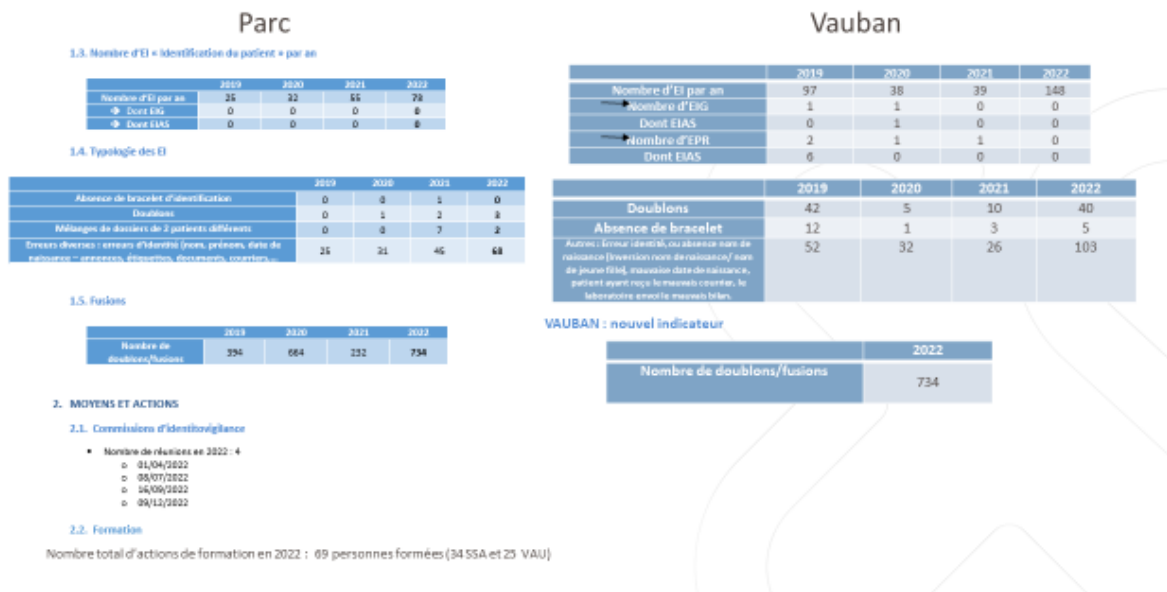 Parc
1.3. Nombre d'EI « Identification du patient » par an
2019 2020 2021 2022
Nombre d'EI par an 25 32 55 73
Dont EIG 0 0 0 0
Dont EIAS 0 0 0 0
1.4. Typologie des EI
2019 2020 2021 2022
Absence de bracelet d'identification 0 0 1 0
Doublons 0 1 2 3
Mélanges de dossiers de 2 patients différents 0 0 7 2
Erreurs diverses : erreurs d'identité (nom, prénom, date de
naissance – annonces, étiquettes, documents, courriers… 25 31 45 68
1.5. Fusions
2019 2020 2021 2022
Nombre de
doublons/fusions 394 664 232 734
2. MOYENS ET ACTIONS
2.1. Commissions d'identitovigilance
• Nombre de réunions en 2022 : 4
o 01/04/2022
o 08/07/2022
o 16/09/2022
o 09/12/2022
2.2. Formation
Nombre total d'actions de formation en 2022 : 69 personnes formées (34 SSA et 25 VAU)
Vauban
2019 2020 2021 2022
Nombre d'EI par an 97 38 39 148
Nombre d'EIG 1 1 0 0
Dont EIAS 0 1 0 0
Nombre d'EPR 2 1 1 0
Dont EIAS 6 0 0 0
2019 2020 2021 2022
Doublons 42 5 10 40
Absence de bracelet 12 1 3 5
Autres : Erreur identité, ou absence nom de
naissance (Inversion nom de naissance/ nom
de jeune fille), mauvaise date de naissance,
patient ayant reçu le mauvais courrier, le
laboratoire envoi le mauvais bilan. 52 32 26 103
VAUBAN : nouvel indicateur
2022
Nombre de doublons/fusions 734